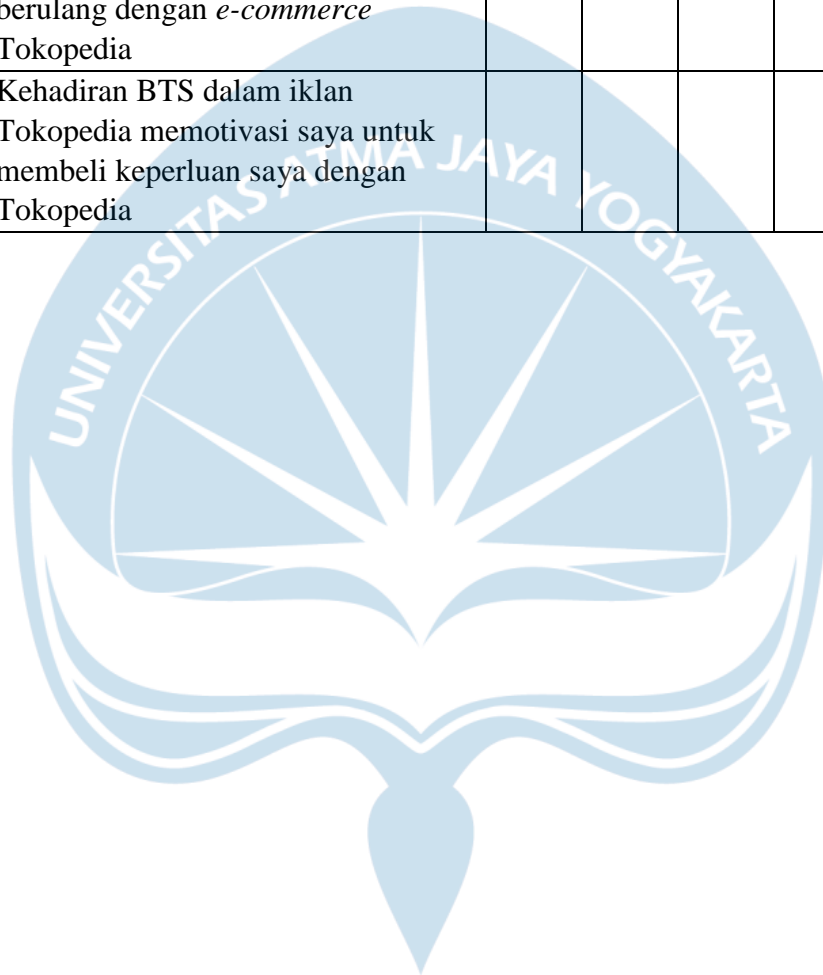 berulang dengan e-commerce
Tokopedia
Kehadiran BTS dalam iklan
Tokopedia memotivasi saya untuk
membeli keperluan saya dengan
Tokopedia
UNIVERSITAS ATMA JAYA YOGYAKARTA